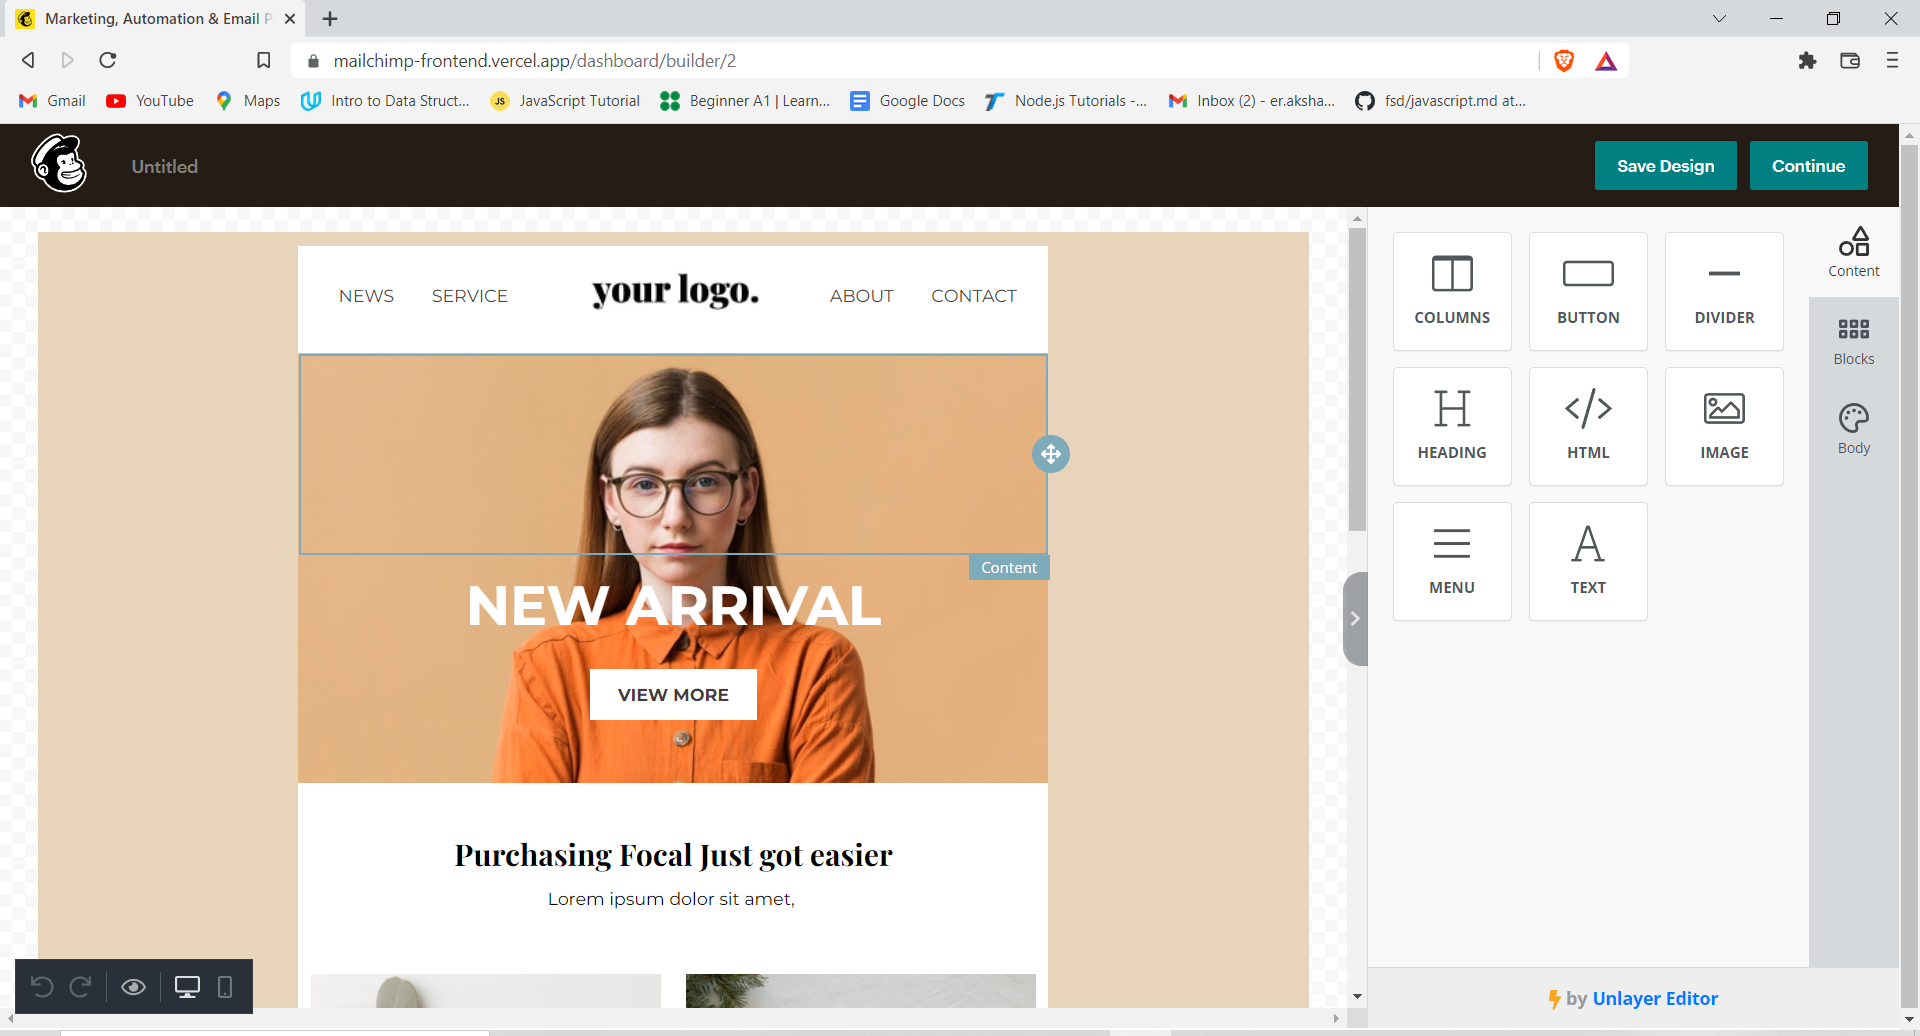 Marketing, Automation & Email P
mailchimp-frontend.vercel.app/dashboard/builder/2
Gmail
YouTube
Maps
Intro to Data Struct...
JS
JavaScript Tutorial
Beginner A1 | Learn...
Google Docs
Node.js Tutorials -...
Inbox (2) - er.aksha...
fsd/javascript.md at...
Untitled
Save Design
Continue
NEWS
SERVICE
your logo.
ABOUT
CONTACT
Content
NEW ARRIVAL
VIEW MORE
Purchasing Focal Just got easier
Lorem ipsum dolor sit amet,
COLUMNS
BUTTON
DIVIDER
HEADING
HTML
IMAGE
MENU
TEXT
Content
Blocks
Body
by Unlayer Editor